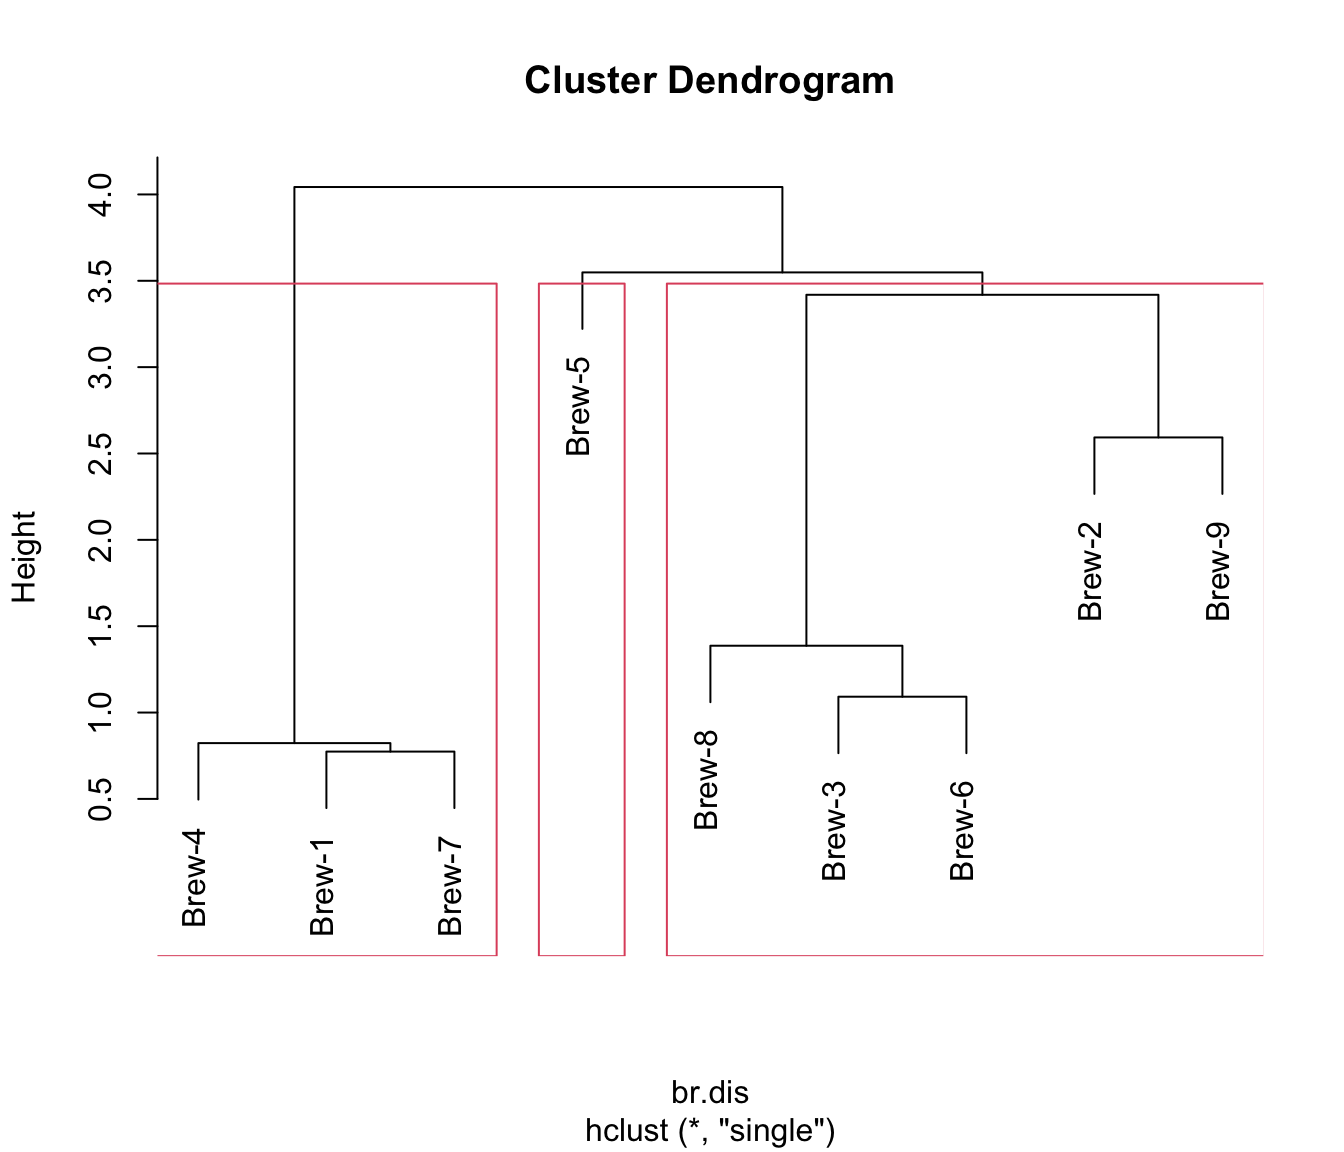 Cluster Dendrogram
Height
4.0
3.5
3.0
2.5
2.0
1.5
1.0
0.5
Brew-4
Brew-1
Brew-7
Brew-5
Brew-8
Brew-3
Brew-6
Brew-2
Brew-9
br.dis
hclust (*, "single")